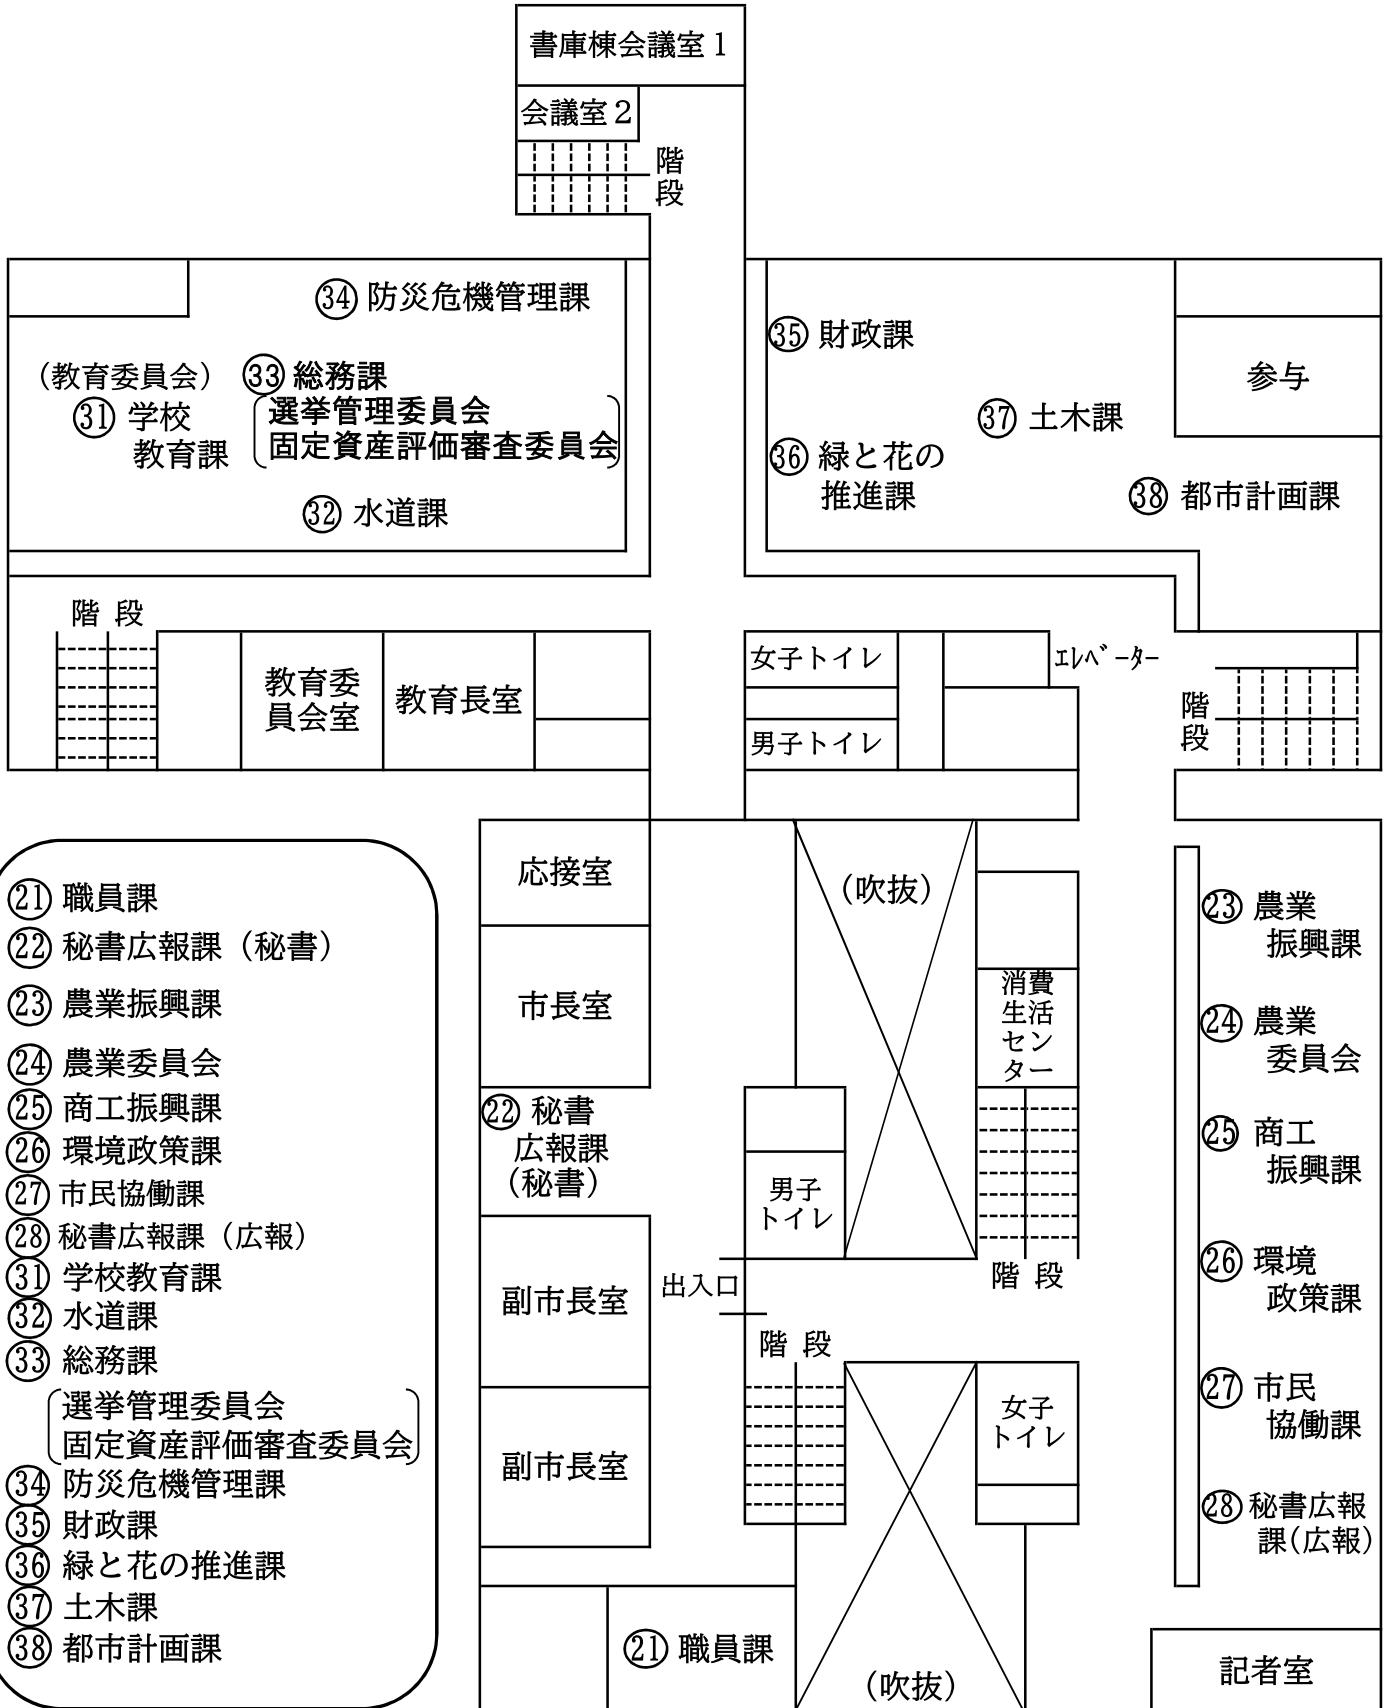 書庫棟会議室１
会議室２
階
段
㉞ 防災危機管理課
（教育委員会）
㉛ 学校
教育課
㉝ 総務課
選挙管理委員会
固定資産評価審査委員会
㉜ 水道課
㉟ 財政課
㊱ 緑と花の
推進課
㊲ 土木課
参与
㊳ 都市計画課
階 段
教育委
員会室
教育長室
女子トイレ
男子トイレ
ｴﾚﾍﾞｰﾀｰ
階
段
㉑ 職員課
㉒ 秘書広報課（秘書）
㉓ 農業振興課
㉔ 農業委員会
㉕ 商工振興課
㉖ 環境政策課
㉗ 市民協働課
㉘ 秘書広報課（広報）
㉛ 学校教育課
㉜ 水道課
㉝ 総務課
選挙管理委員会
固定資産評価審査委員会
㉞ 防災危機管理課
㉟ 財政課
㊱ 緑と花の推進課
㊲ 土木課
㊳ 都市計画課
応接室
市長室
㉒ 秘書
広報課
（秘書）
副市長室
副市長室
㉑ 職員課
（吹抜）
消費
生活
セン
ター
男子
トイレ
出入口
階 段
階 段
女子
トイレ
（吹抜）
㉓ 農業
振興課
㉔ 農業
委員会
㉕ 商工
振興課
㉖ 環境
政策課
㉗ 市民
協働課
㉘ 秘書広報
課（広報）
記者室